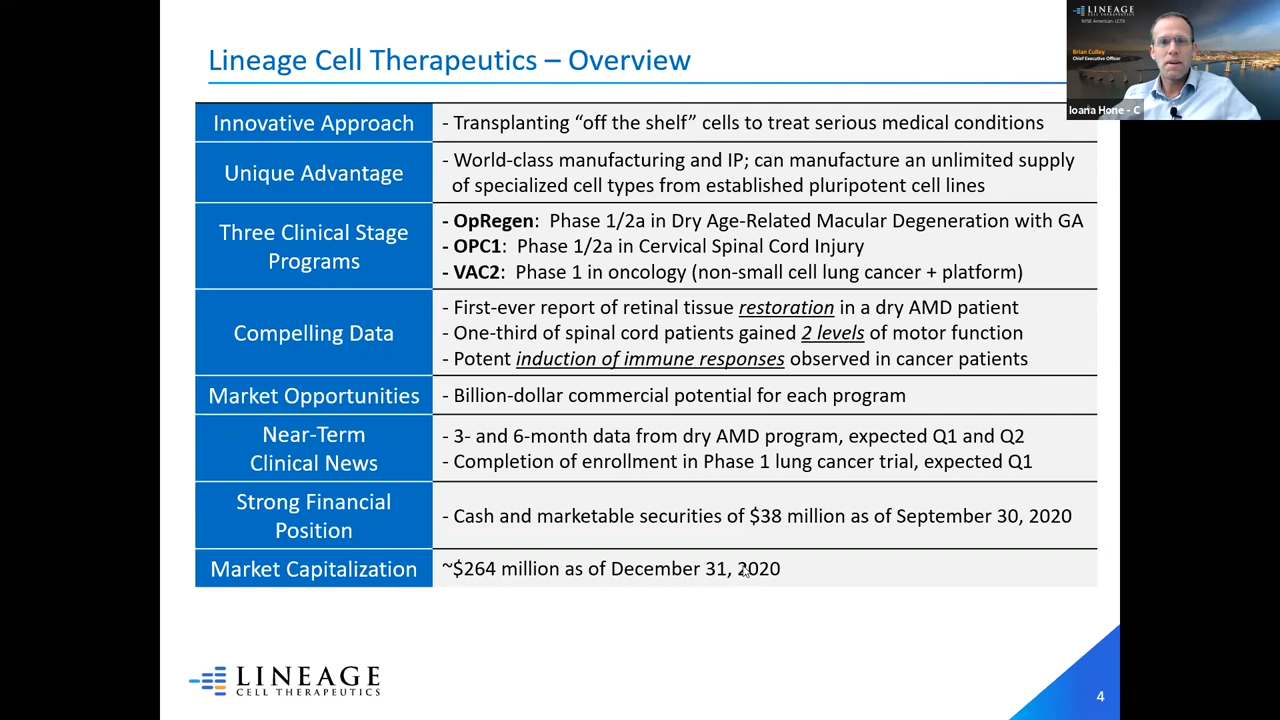 Lineage Cell Therapeutics – Overview
LINEAGE
CELL THERAPEUTICS
NYSE American: LCTX
Brian Culley
Chief Executive Officer
Ioana Hone - C
Innovative Approach
- Transplanting “off the shelf” cells to treat serious medical conditions
Unique Advantage
- World-class manufacturing and IP; can manufacture an unlimited supply
of specialized cell types from established pluripotent cell lines
Three Clinical Stage
Programs
- OpRegen: Phase 1/2a in Dry Age-Related Macular Degeneration with GA
- OPC1: Phase 1/2a in Cervical Spinal Cord Injury
- VAC2: Phase 1 in oncology (non-small cell lung cancer + platform)
Compelling Data
- First-ever report of retinal tissue restoration in a dry AMD patient
- One-third of spinal cord patients gained 2 levels of motor function
- Potent induction of immune responses observed in cancer patients
Market Opportunities
- Billion-dollar commercial potential for each program
Near-Term
Clinical News
- 3- and 6-month data from dry AMD program, expected Q1 and Q2
- Completion of enrollment in Phase 1 lung cancer trial, expected Q1
Strong Financial
Position
- Cash and marketable securities of $38 million as of September 30, 2020
Market Capitalization
~$264 million as of December 31, 2020
LINEAGE
CELL THERAPEUTICS
4